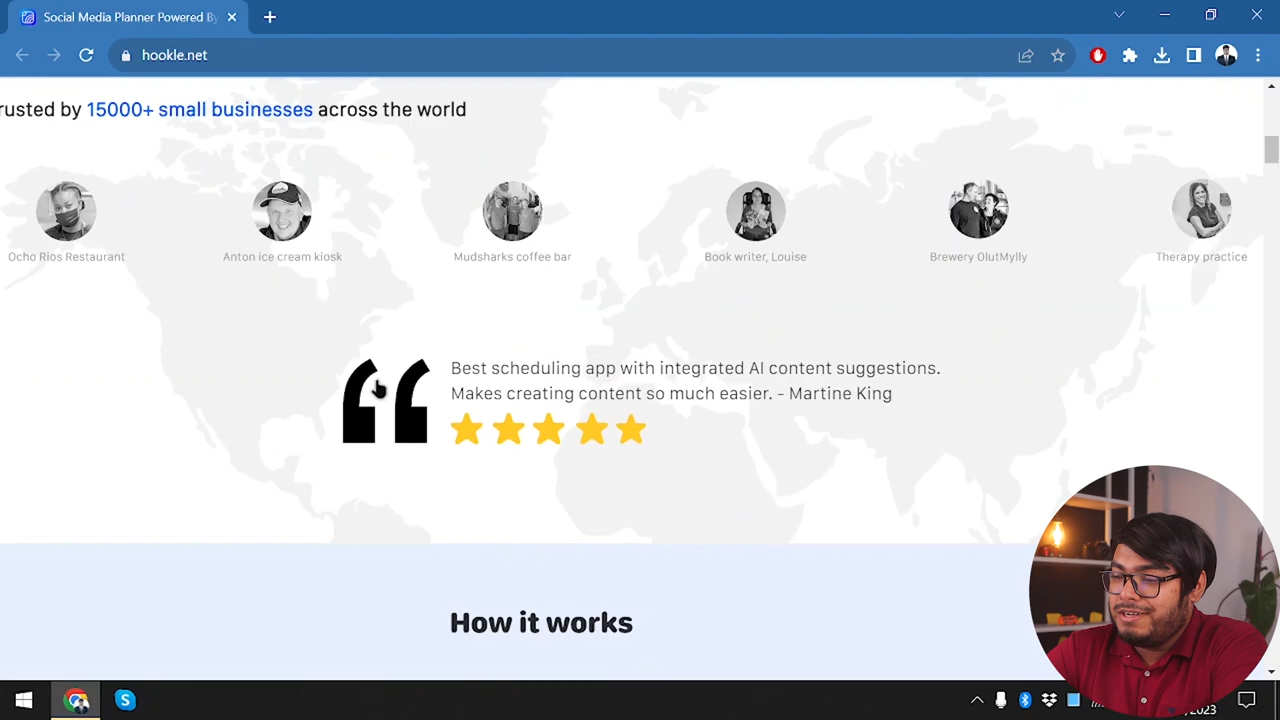 Social Media Planner Powered By
hookle.net
rusted by 15000+ small businesses across the world
Ocho Rios Restaurant
Anton ice cream kiosk
Mudsharks coffee bar
Book writer, Louise
Brewery OlutMylly
Therapy practice
Best scheduling app with integrated AI content suggestions.
Makes creating content so much easier. - Martine King
How it works
2023